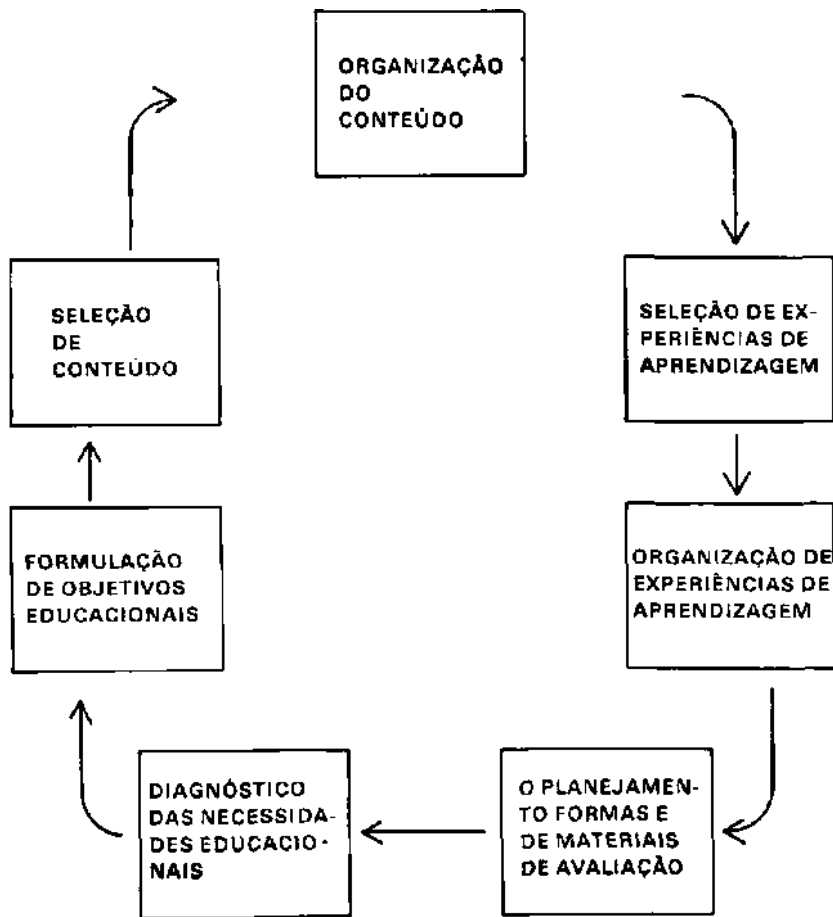 ORGANIZAÇÃO
DO
CONTEÚDO
SELEÇÃO
DE
CONTEÚDO
SELEÇÃO DE EX-
PERIÊNCIAS DE
APRENDIZAGEM
FORMULAÇÃO
DE OBJETIVOS
EDUCACIONAIS
ORGANIZAÇÃO DE
EXPERIÊNCIAS DE
APRENDIZAGEM
DIAGNÓSTICO
DAS NECESSIDA-
DES EDUCACIO-
NAIS
O PLANEJAMEN-
TO FORMAS E
DE MATERIAIS
DE AVALIAÇÃO